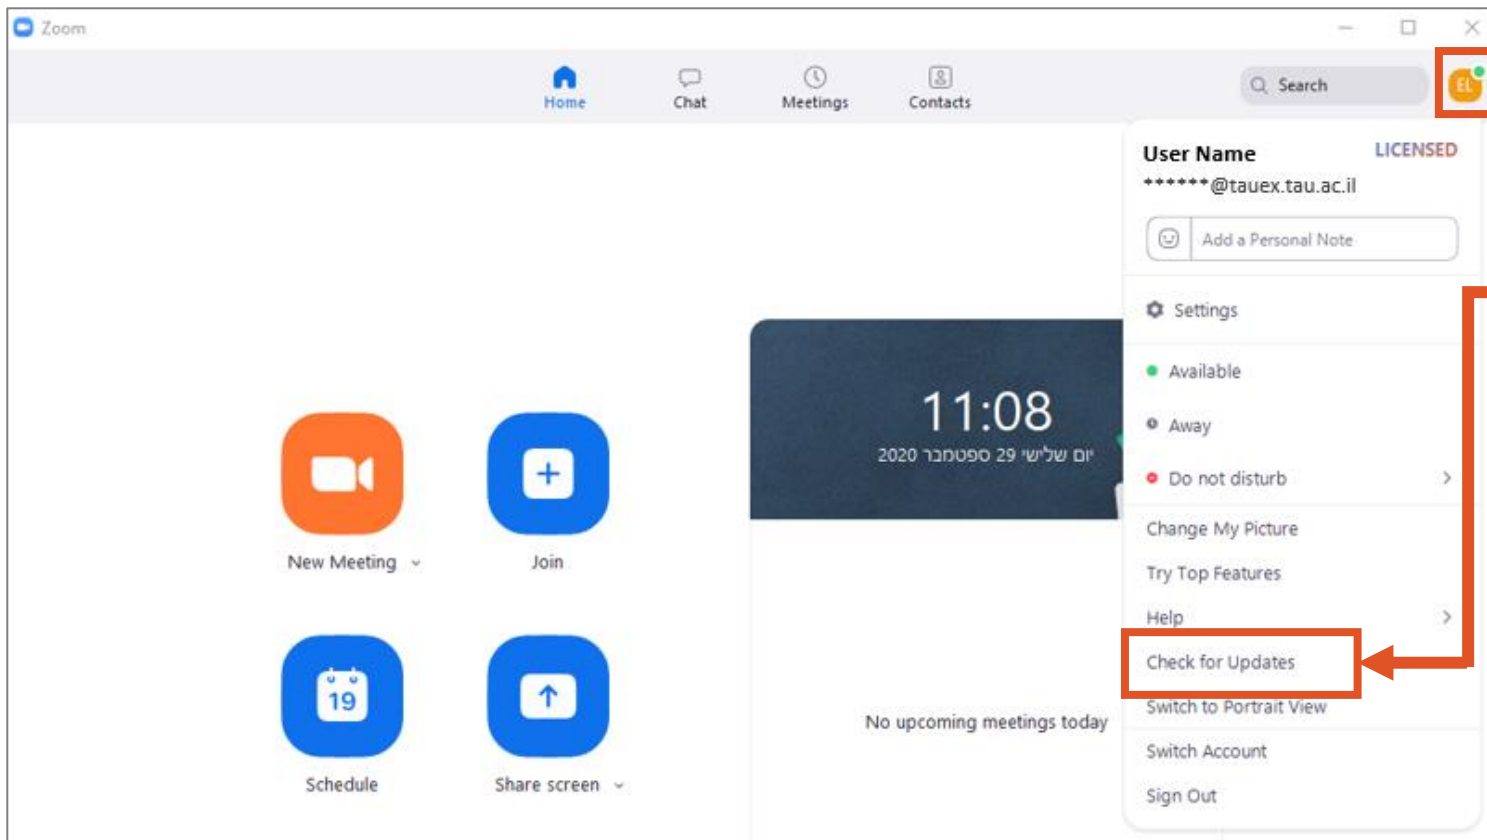 Zoom
Home
Chat
Meetings
Contacts
Search
EL
User Name
LICENSED
******@tauex.tau.ac.il
Add a Personal Note
Settings
Available
Away
Do not disturb
Change My Picture
Try Top Features
Help
Check for Updates
Switch to Portrait View
Switch Account
Sign Out
11:08
יום שלישי 29 ספטמבר 2020
New Meeting
Join
19
Schedule
Share screen
No upcoming meetings today